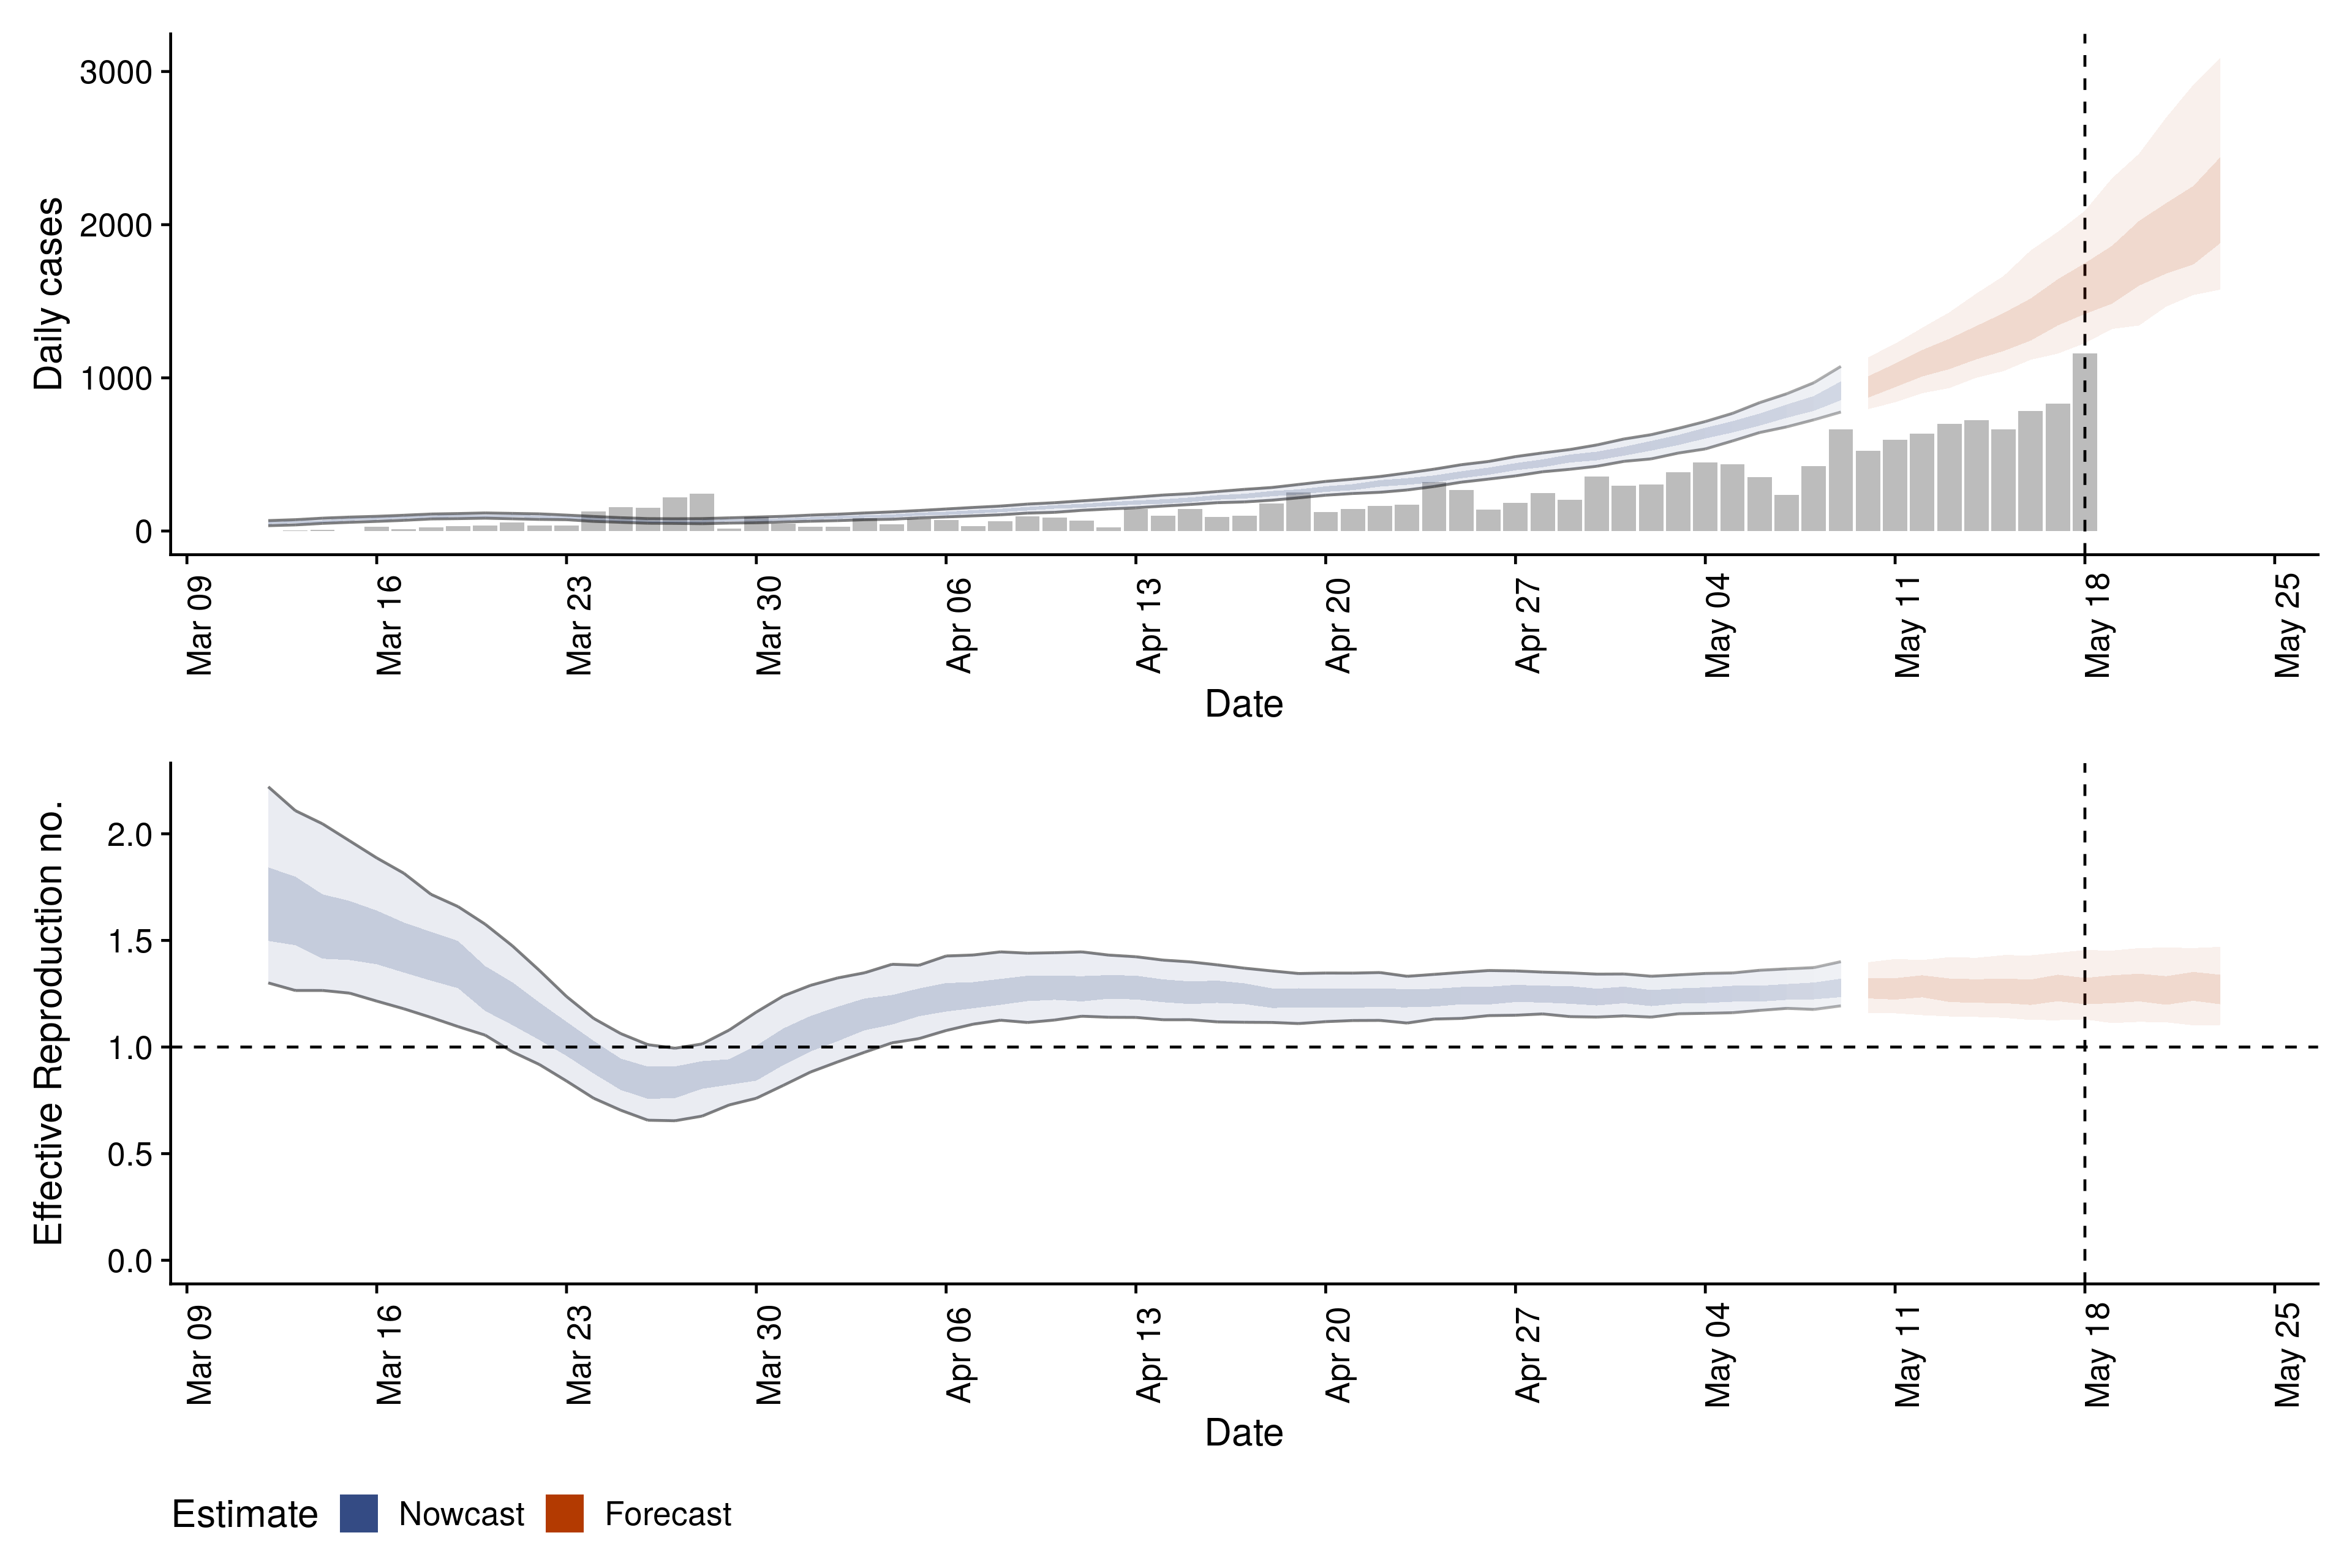 Daily cases
3000
2000
1000
0
Mar 09
Mar 16
Mar 23
Mar 30
Apr 06
Apr 13
Apr 20
Apr 27
May 04
May 11
May 18
May 25
Date
Effective Reproduction no.
2.0
1.5
1.0
0.5
0.0
Mar 09
Mar 16
Mar 23
Mar 30
Apr 06
Apr 13
Apr 20
Apr 27
May 04
May 11
May 18
May 25
Date
Estimate Nowcast Forecast